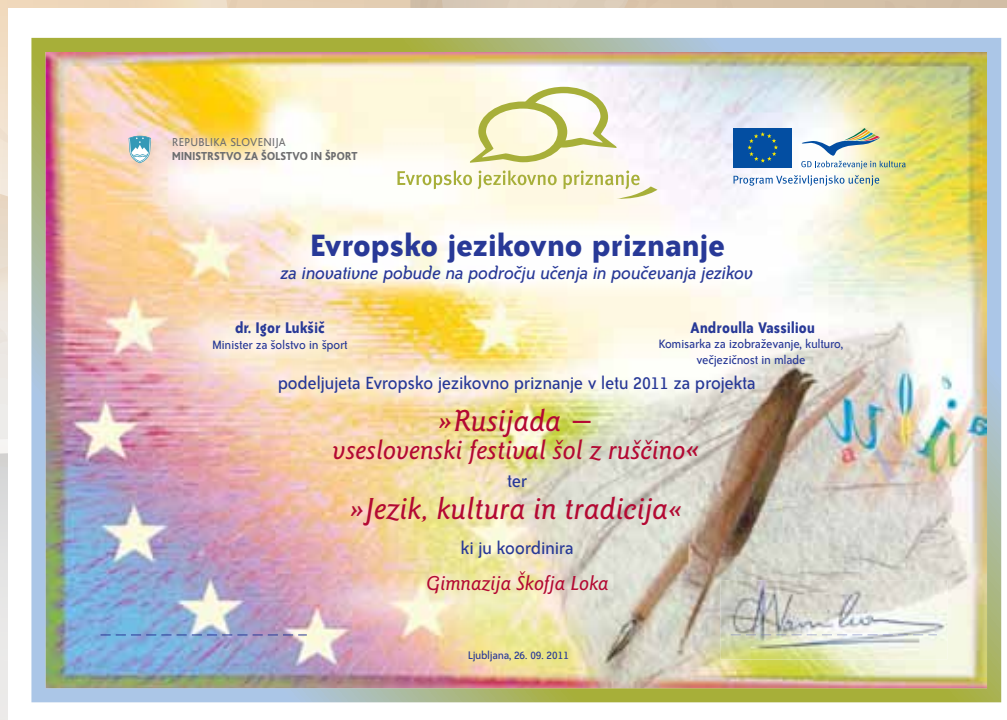 REPUBLIKA SLOVENIJA
MINISTRSTVO ZA ŠOLSTVO IN ŠPORT
Evropsko jezikovno priznanje
GD Izobraževanje in kultura
Program Vseživljenjsko učenje
Evropsko jezikovno priznanje
za inovativne pobude na področju učenja in poučevanja jezikov
dr. Igor Lukšič
Minister za šolstvo in šport
Androulla Vassiliou
Komisarka za izobraževanje, kulturo,
večjezičnost in mlade
podeljujeta Evropsko jezikovno priznanje v letu 2011 za projekta
»Rusijada —
vseslovenski festival šol z ruščino«
ter
»Jezik, kultura in tradicija«
ki ju koordinira
Gimnazija Škofja Loka
Ljubljana, 26. 09. 2011